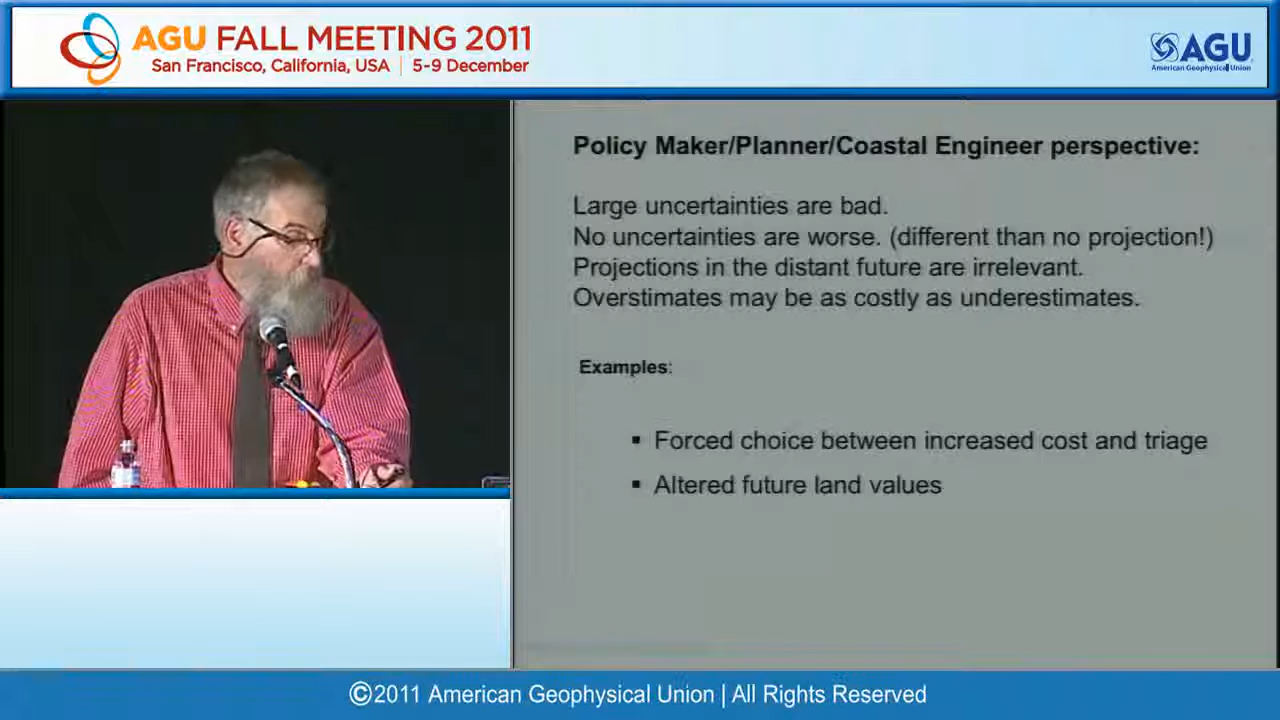 AGU FALL MEETING 2011
San Francisco, California, USA | 5-9 December
AGU
American Geophysical Union
Policy Maker/Planner/Coastal Engineer perspective:
Large uncertainties are bad.
No uncertainties are worse. (different than no projection!)
Projections in the distant future are irrelevant.
Overstimates may be as costly as underestimates.
Examples:
▪ Forced choice between increased cost and triage
▪ Altered future land values
©2011 American Geophysical Union | All Rights Reserved